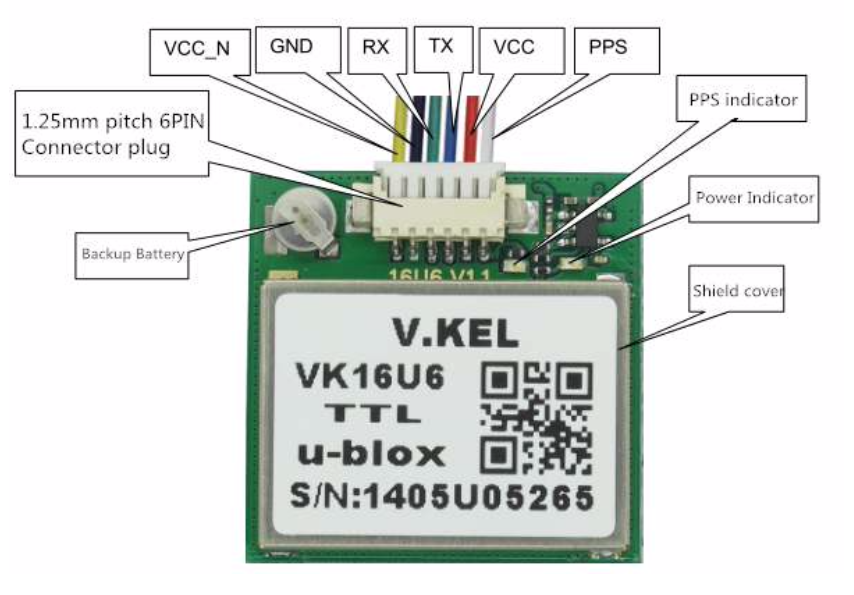 VCC_N
GND
RX
TX
VCC
PPS
PPS indicator
1.25mm pitch 6PIN
Connector plug
Power Indicator
Backup Battery
16U6 V1.1
Shield cover
V.KEL
VK16U6
TTL
u-blox
S/N:1405U05265